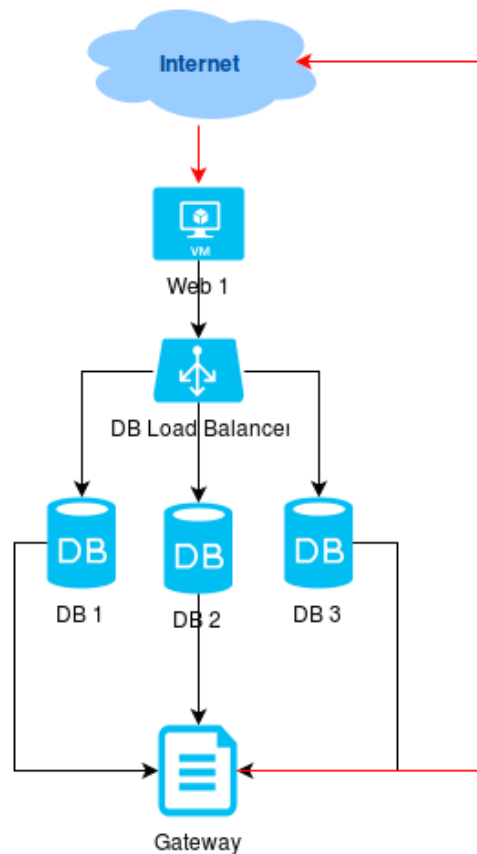 Internet
VM
Web 1
DB Load Balancer
DB
DB
DB
DB 1
DB 2
DB 3
Gateway